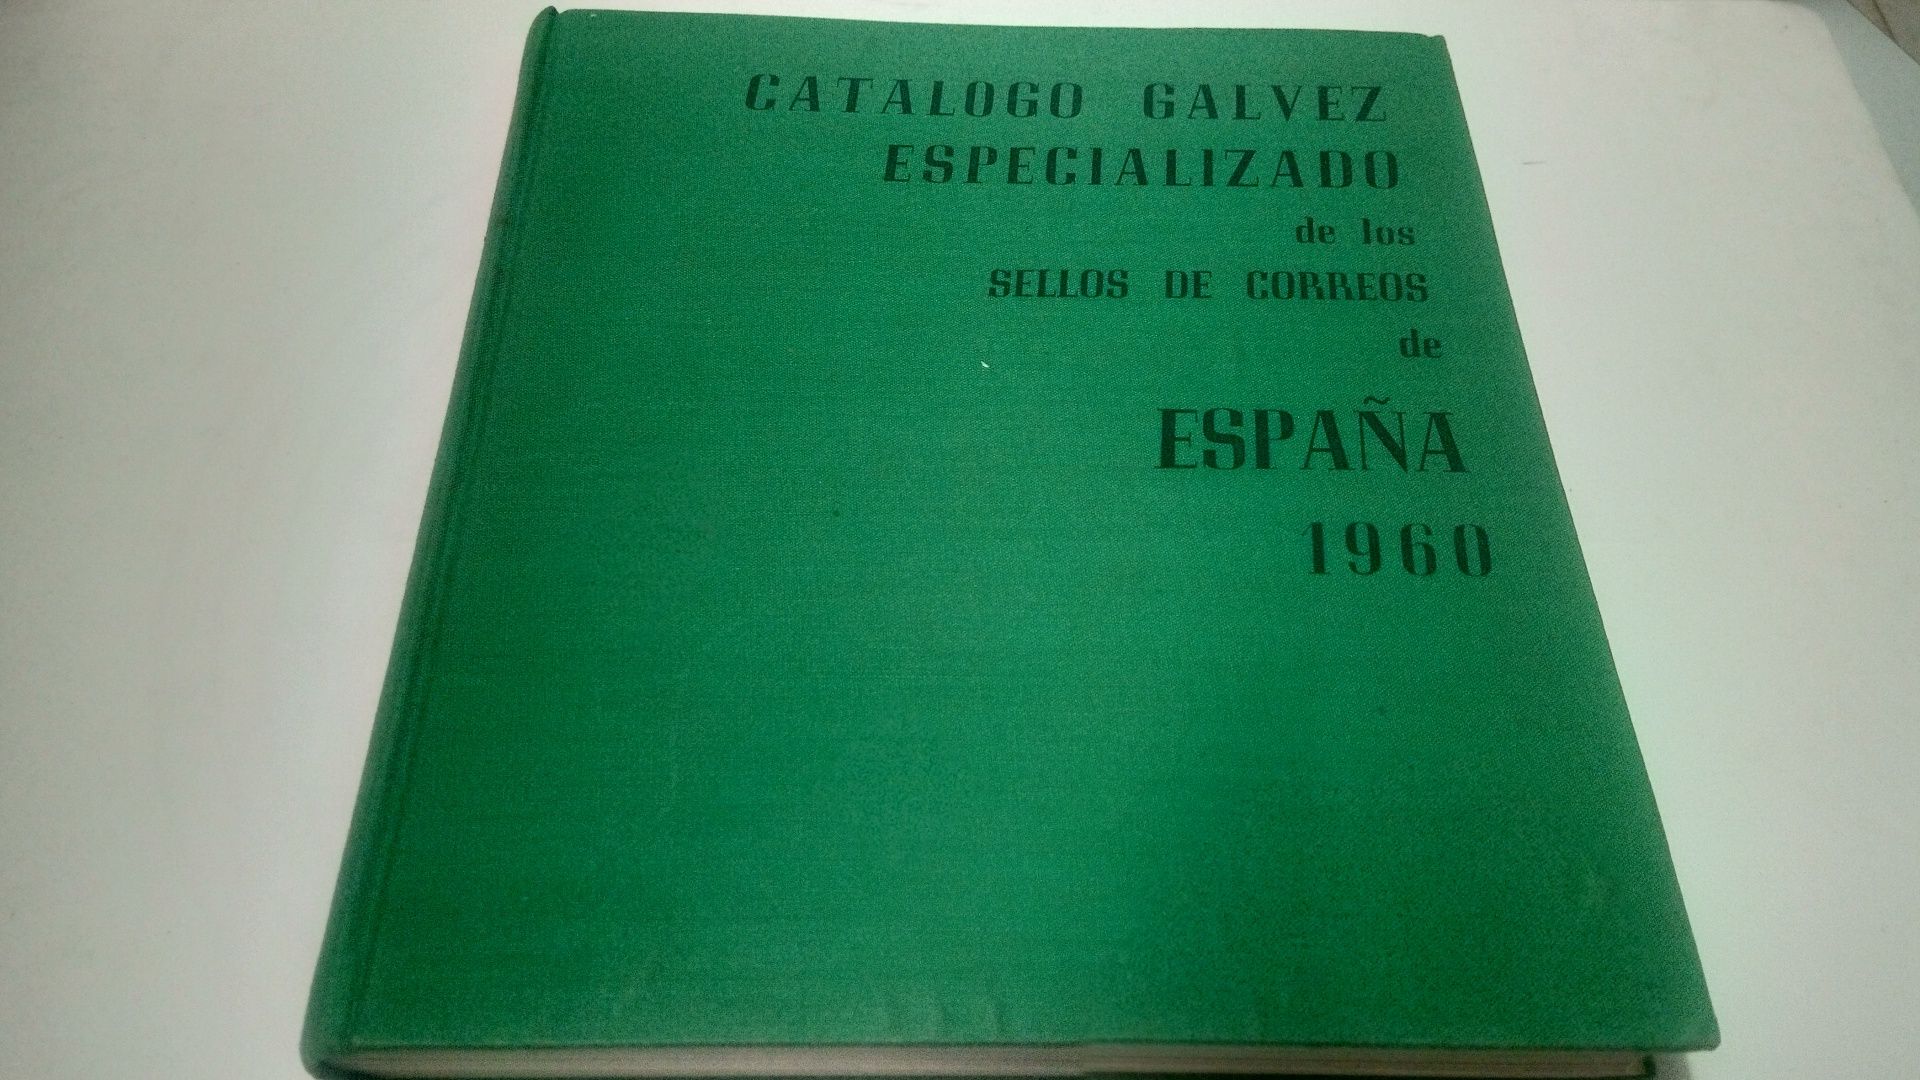 CATALOGO GALVEZ
ESPECIALIZADO
de los
SELLOS DE CORREOS
de
ESPAÑA
1960